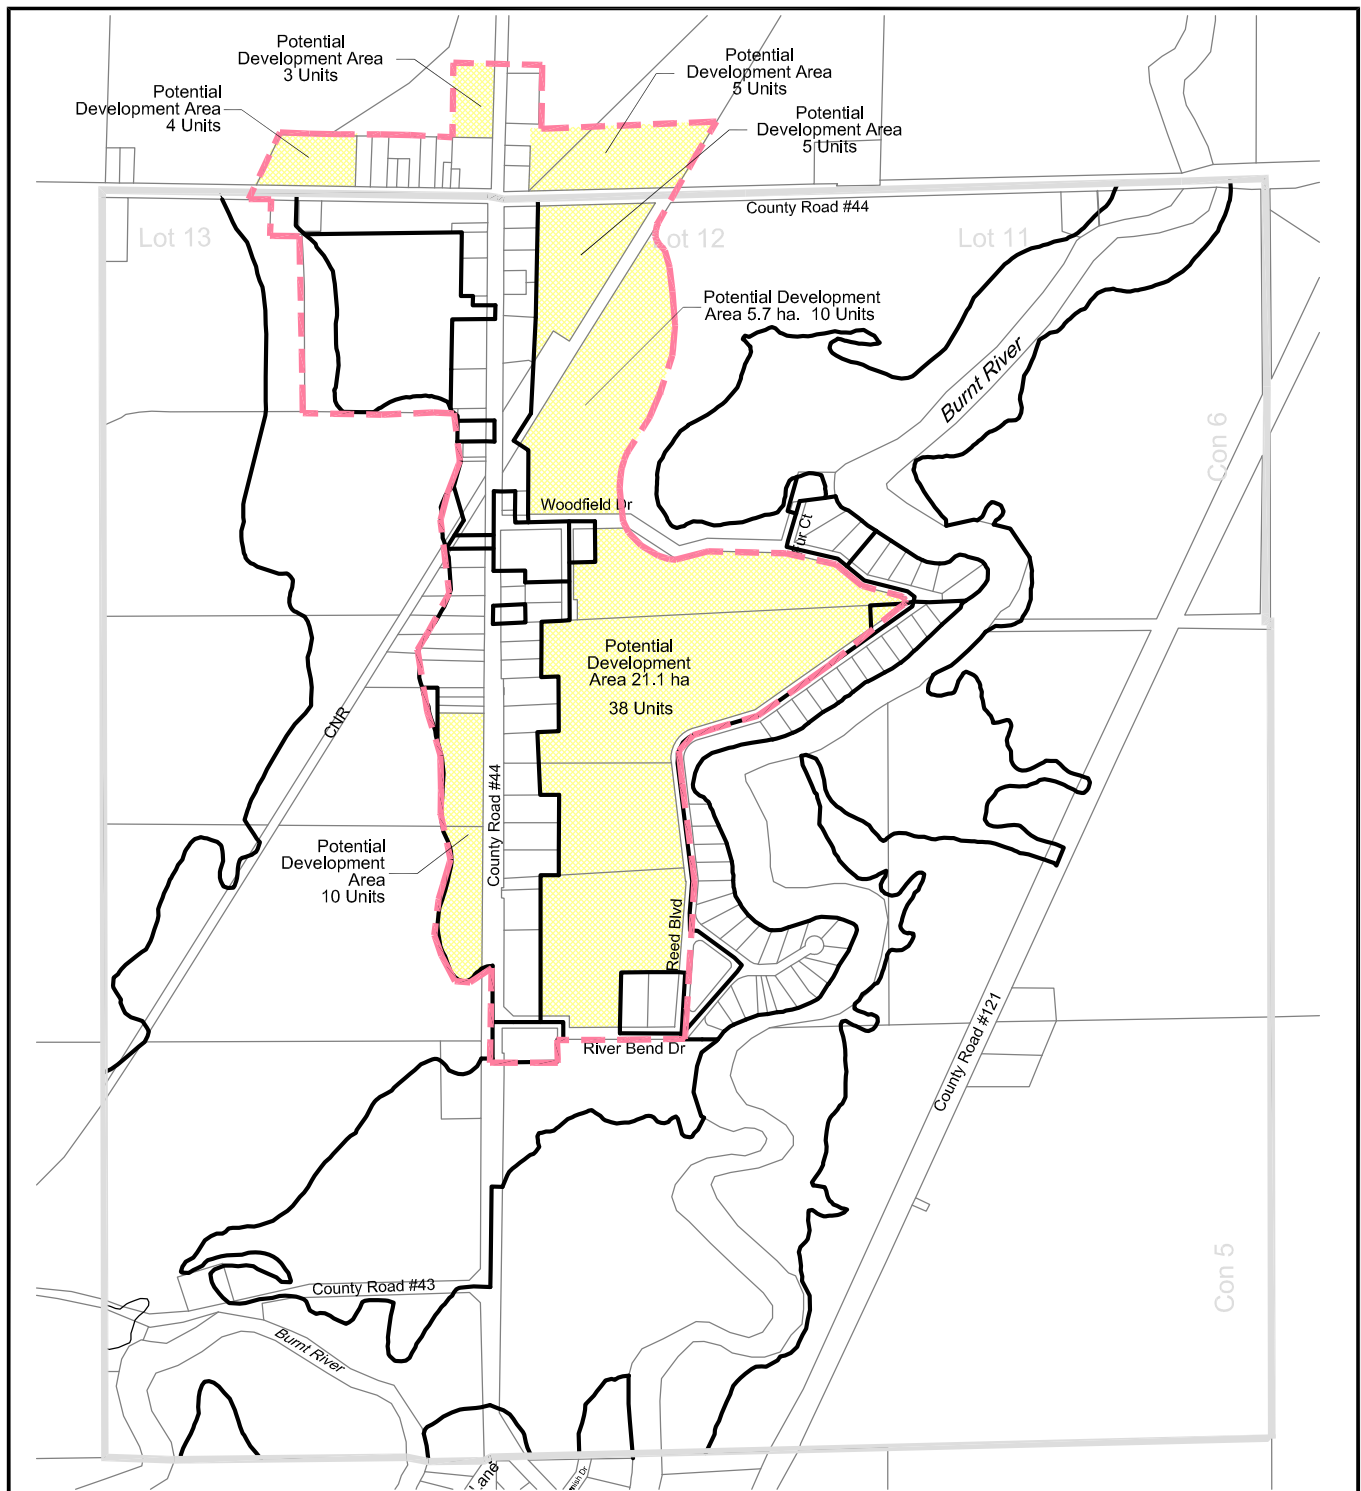 Potential
Development Area
3 Units
Potential
Development Area
5 Units
Potential
Development Area
4 Units
Potential
Development Area
5 Units
County Road #44
Lot 13
Lot 12
Lot 11
Potential Development
Area 5.7 ha. 10 Units
Burnt River
Con 6
Woodfield Dr
Ct
Potential
Development
Area 21.1 ha
38 Units
CNR
County Road #44
Potential
Development
Area
10 Units
Reed Blvd
River Bend Dr
County Road #121
Con 5
County Road #43
Burnt River
Lane
Dr